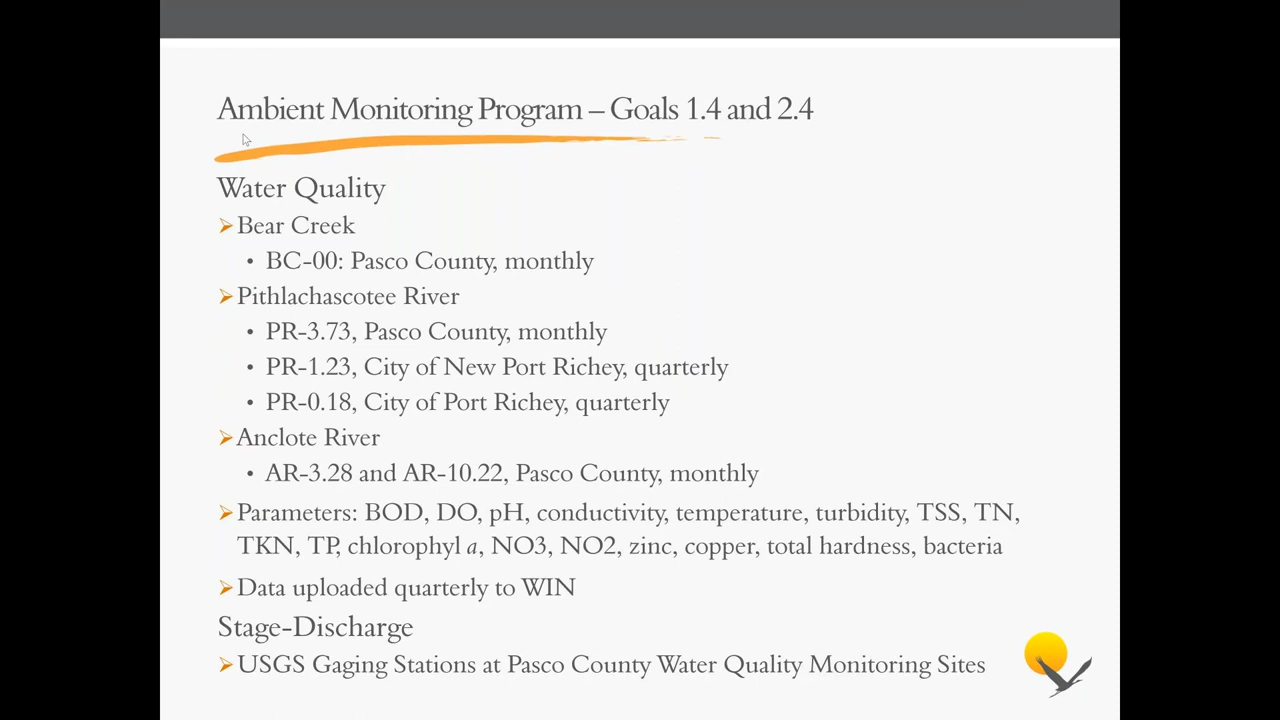 Ambient Monitoring Program – Goals 1.4 and 2.4
Water Quality
➢Bear Creek
• BC-00: Pasco County, monthly
➢Pithlachascotee River
• PR-3.73, Pasco County, monthly
• PR-1.23, City of New Port Richey, quarterly
• PR-0.18, City of Port Richey, quarterly
➢Anclote River
• AR-3.28 and AR-10.22, Pasco County, monthly
➢Parameters: BOD, DO, pH, conductivity, temperature, turbidity, TSS, TN,
TKN, TP, chlorophyl a, NO3, NO2, zinc, copper, total hardness, bacteria
➢Data uploaded quarterly to WIN
Stage-Discharge
➢USGS Gaging Stations at Pasco County Water Quality Monitoring Sites